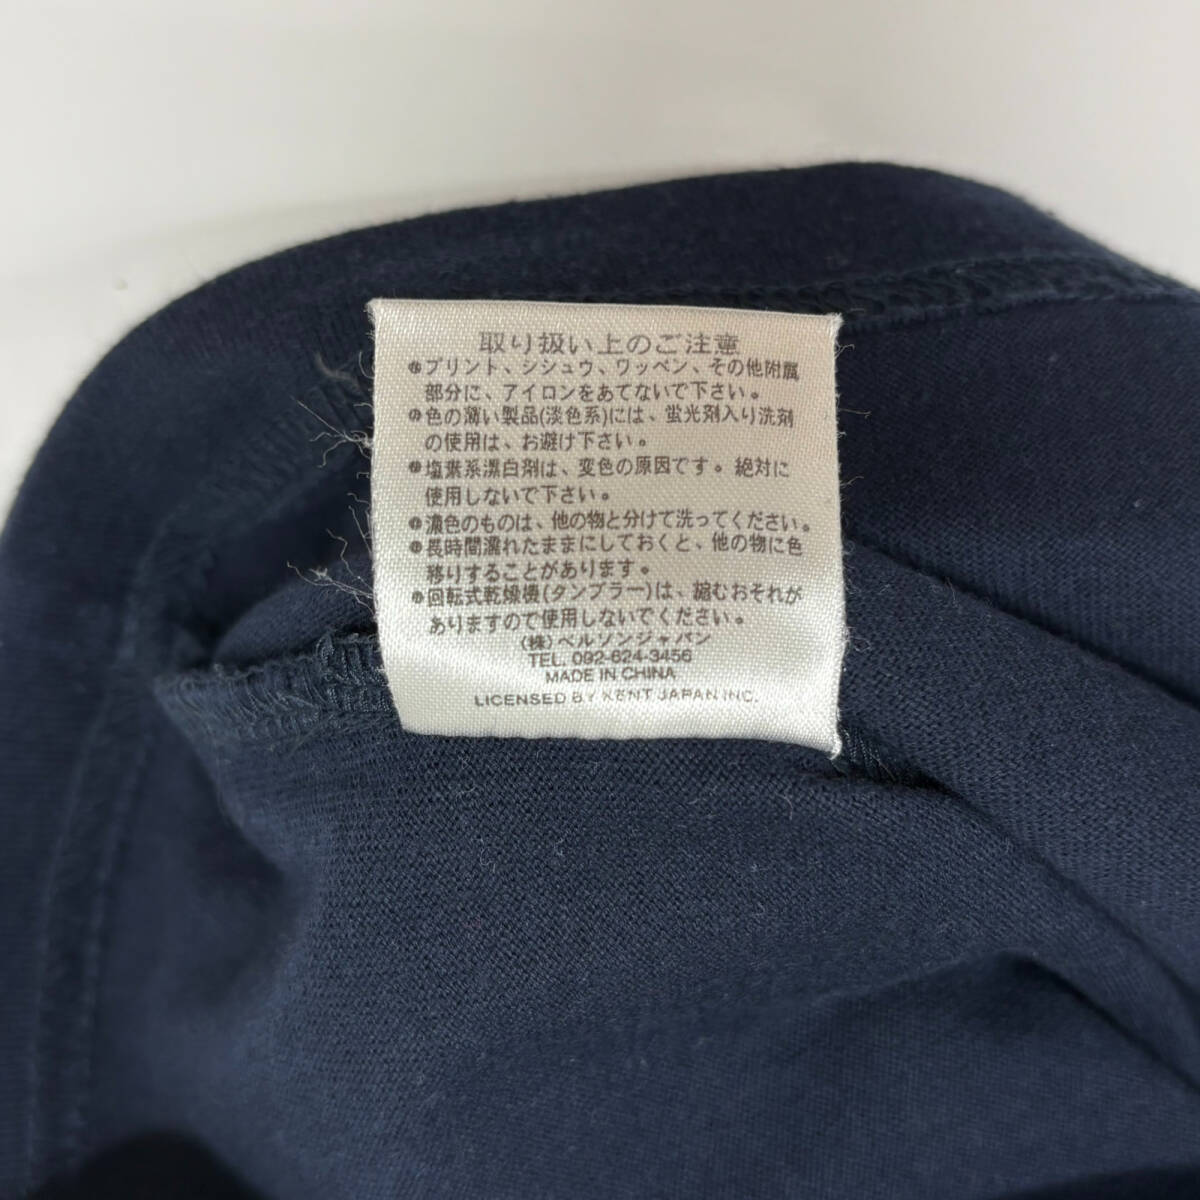 取り扱い上のご注意
●プリント、シシュウ、ワッペン、その他附属
部分に、アイロンをあてないで下さい。
●色の薄い製品(淡色系)には、蛍光剤入り洗剤
の使用は、お避け下さい。
●塩素系漂白剤は、変色の原因です。絶対に
使用しないで下さい。
●濃色のものは、他の物と分けて洗ってください。
●長時間濡れたままにしておくと、他の物に色
移りすることがあります。
●回転式乾燥機(タンブラー)は、縮むおそれが
ありますので使用しないでください。
(株)ベルソンジャパン
TEL. 092-624-3456
MADE IN CHINA
LICENSED BY KENT JAPAN INC.